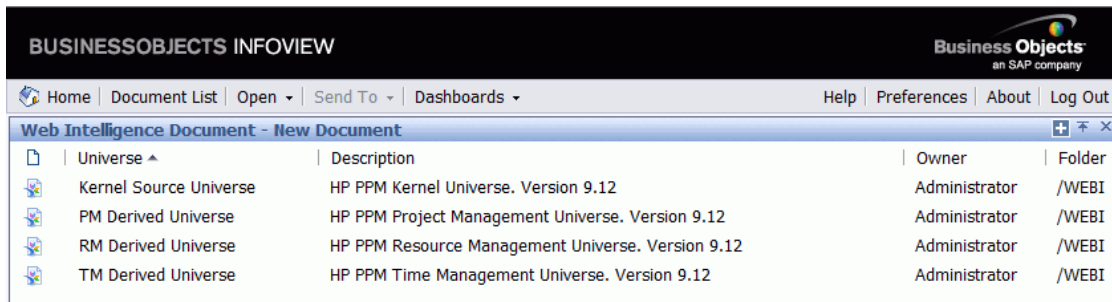 BUSINESSOBJECTS INFOVIEW
Business Objects
an SAP company
Home Document List Open Send To Dashboards Help Preferences About Log Out
Web Intelligence Document - New Document
Universe Description Owner Folder
Kernel Source Universe HP PPM Kernel Universe. Version 9.12 Administrator /WEBI
PM Derived Universe HP PPM Project Management Universe. Version 9.12 Administrator /WEBI
RM Derived Universe HP PPM Resource Management Universe. Version 9.12 Administrator /WEBI
TM Derived Universe HP PPM Time Management Universe. Version 9.12 Administrator /WEBI